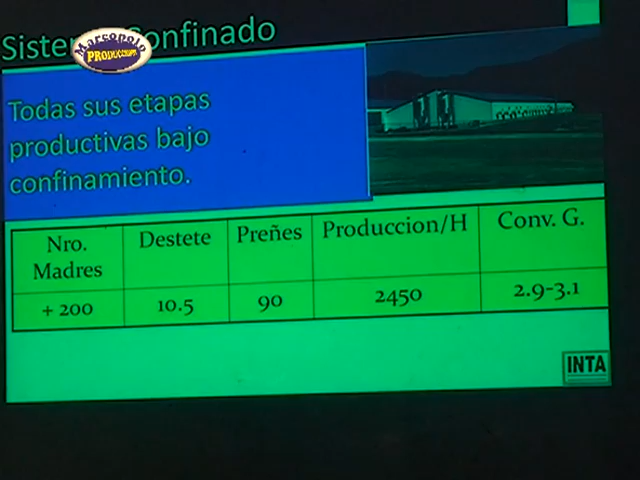 Sistema Confinado
Marcopolo
PRODUCCIONES
Todas sus etapas
productivas bajo
confinamiento.
Nro. Madres
Destete
Preñes
Produccion/H
Conv. G.
+ 200
10.5
90
2450
2.9-3.1
INTA